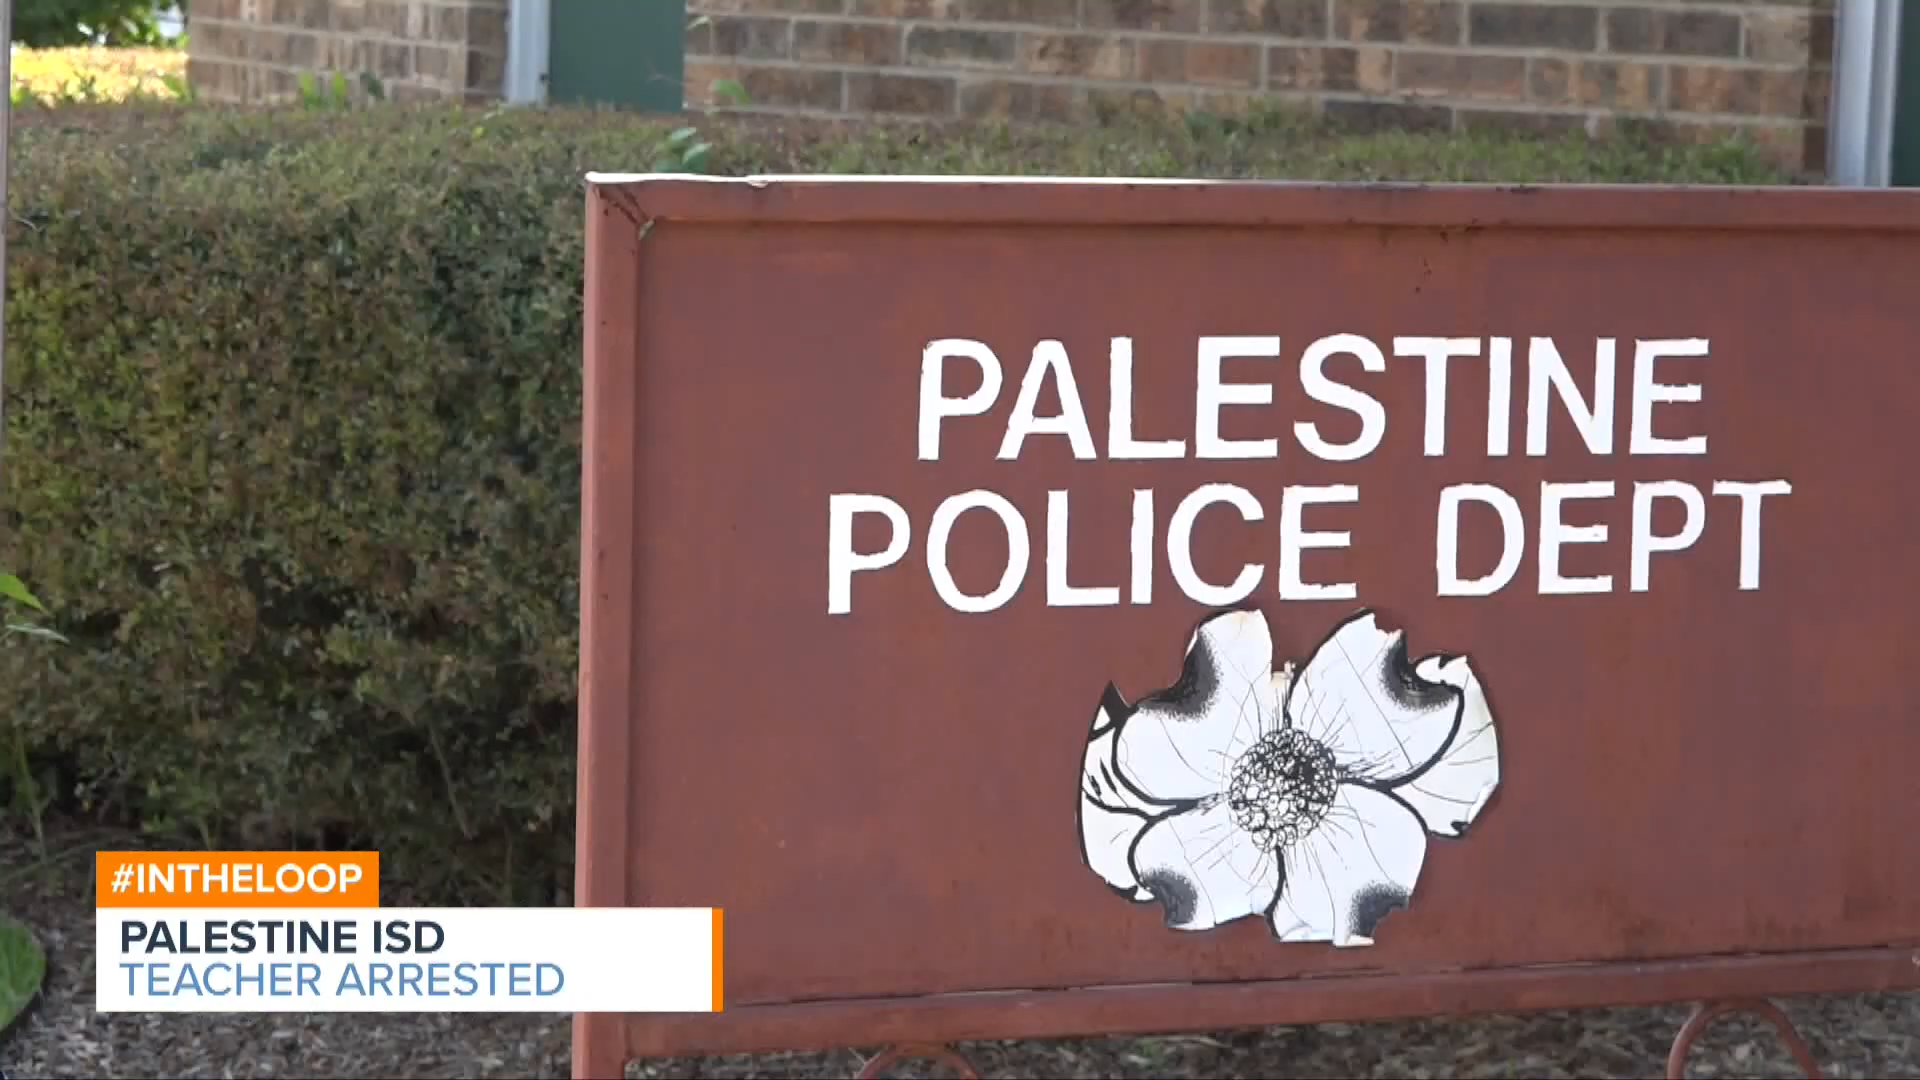 PALESTINE
POLICE DEPT
#INTHELOOP
PALESTINE ISD
TEACHER ARRESTED